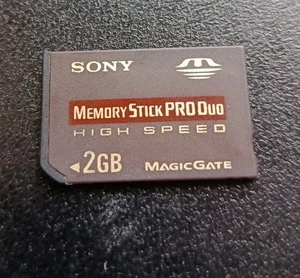 SONY
MEMORY STICK PRO DUO
HIGH SPEED
2GB MAGICGATE